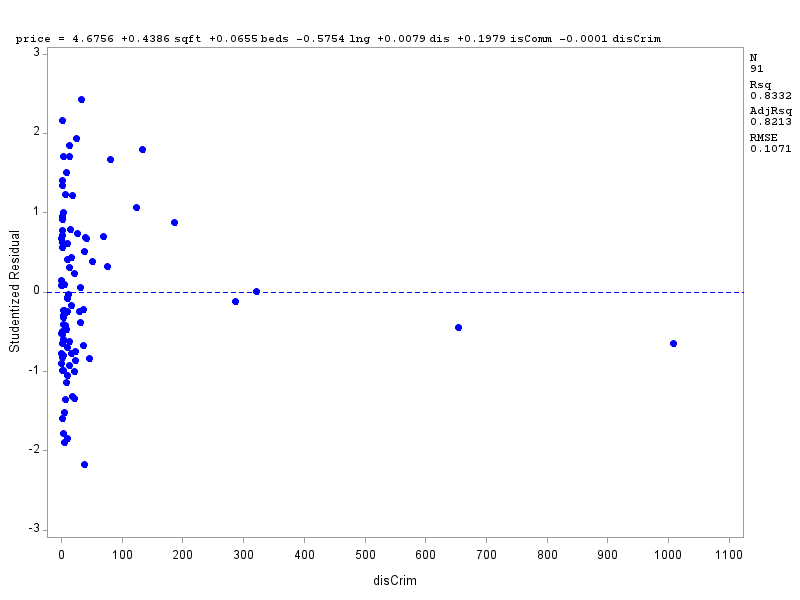 price = 4.6756 +0.4386 sqft +0.0655 beds -0.5754 lng +0.0079 dis +0.1979 isComm -0.0001 disCrim
N
91
Rsq
0.8332
AdjRsq
0.8213
RMSE
0.1071
3
2
1
0
-1
-2
-3
Studentized Residual
0 100 200 300 400 500 600 700 800 900 1000 1100
disCrim